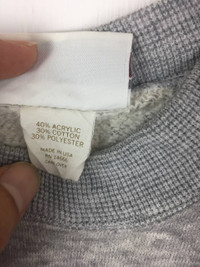 40% ACRYLIC
30% COTTON
30% POLYESTER
MADE IN USA